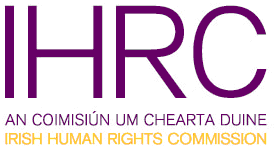 IHRC
AN COIMISIÚN UM CHEARTA DUINE
IRISH HUMAN RIGHTS COMMISSION